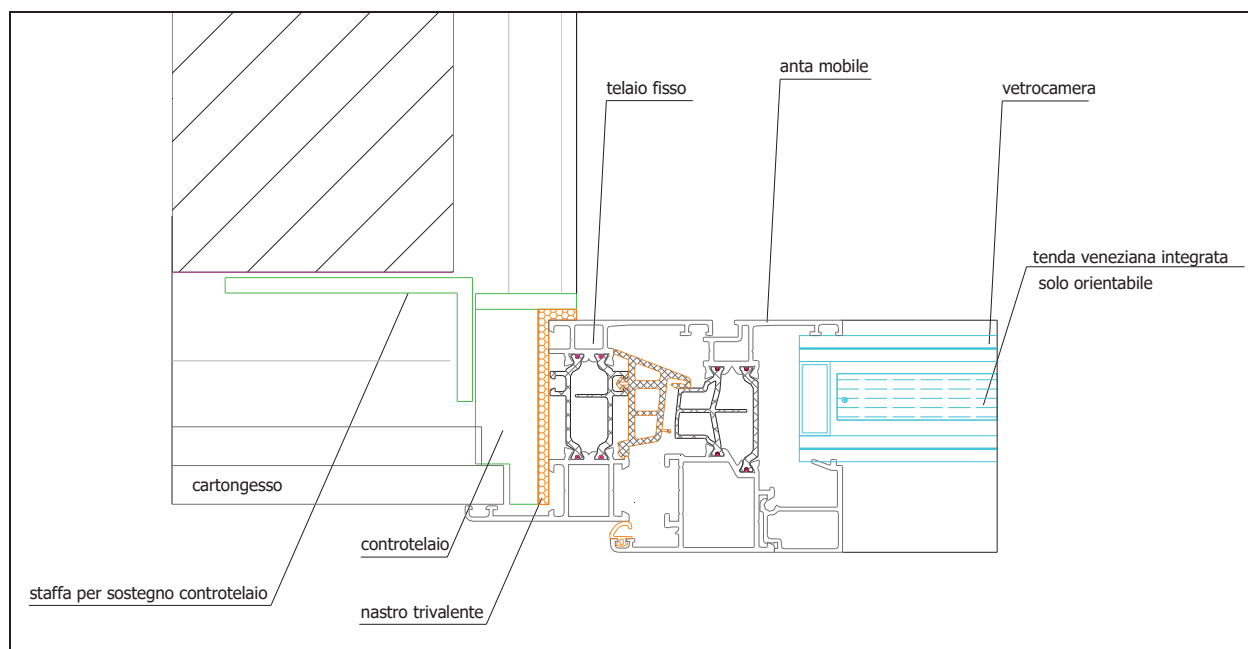 anta mobile
telaio fisso
vetrocamera
tenda veneziana integrata
solo orientabile
cartongesso
controtelaio
staffa per sostegno controtelaio
nastro trivalente